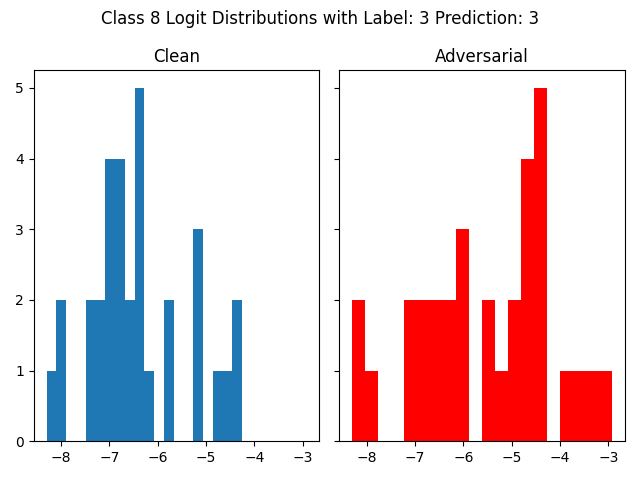 Class 8 Logit Distributions with Label: 3 Prediction: 3
Clean
Adversarial
5
4
3
2
1
0
−8 −7 −6 −5 −4 −3
−8 −7 −6 −5 −4 −3